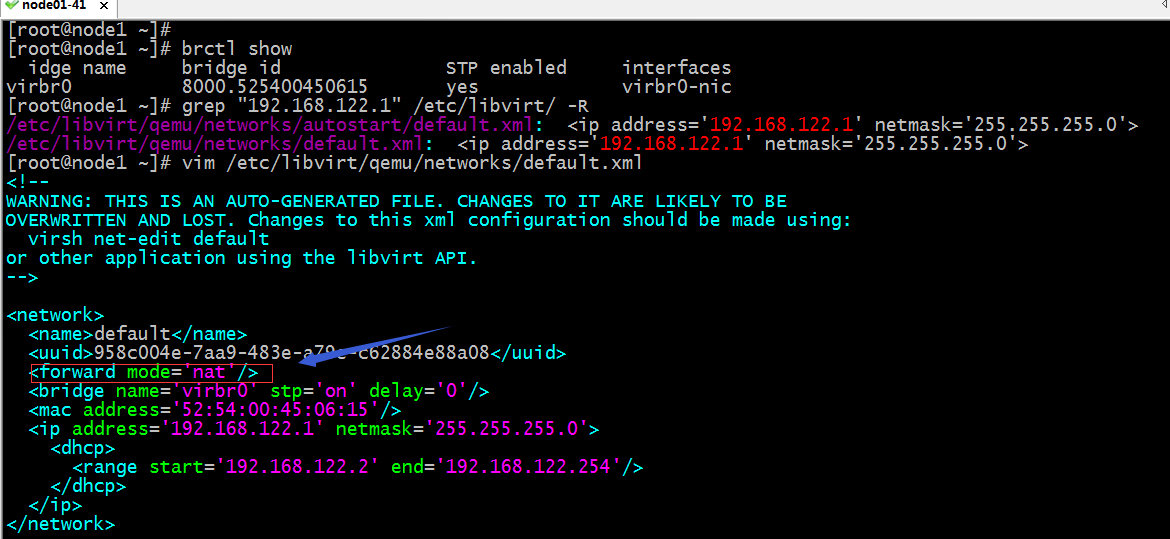 node01-41 ×
[root@node1 ~]#
[root@node1 ~]# brctl show
idge name     bridge id               STP enabled     interfaces
virbr0          8000.525400450615       yes             virbr0-nic
[root@node1 ~]# grep "192.168.122.1" /etc/libvirt/ -R
/etc/libvirt/qemu/networks/autostart/default.xml:  <ip address='192.168.122.1' netmask='255.255.255.0'>
/etc/libvirt/qemu/networks/default.xml:  <ip address='192.168.122.1' netmask='255.255.255.0'>
[root@node1 ~]# vim /etc/libvirt/qemu/networks/default.xml
<!--
WARNING: THIS IS AN AUTO-GENERATED FILE. CHANGES TO IT ARE LIKELY TO BE
OVERWRITTEN AND LOST. Changes to this xml configuration should be made using:
  virsh net-edit default
or other application using the libvirt API.
-->
<network>
  <name>default</name>
  <uuid>958c004e-7aa9-483e-a79e-c62884e88a08</uuid>
  <forward mode='nat'/>
  <bridge name='virbr0' stp='on' delay='0'/>
  <mac address='52:54:00:45:06:15'/>
  <ip address='192.168.122.1' netmask='255.255.255.0'>
    <dhcp>
      <range start='192.168.122.2' end='192.168.122.254'/>
    </dhcp>
  </ip>
</network>